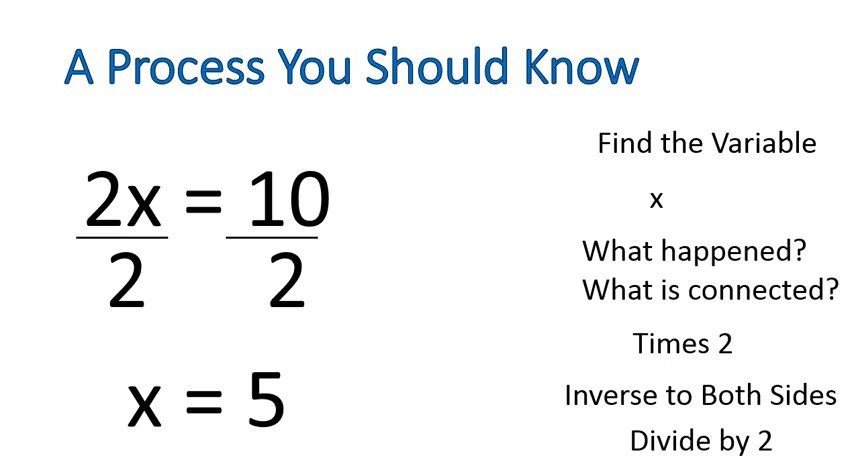 A Process You Should Know
2x = 10
2 2
x = 5
Find the Variable
x
What happened?
What is connected?
Times 2
Inverse to Both Sides
Divide by 2